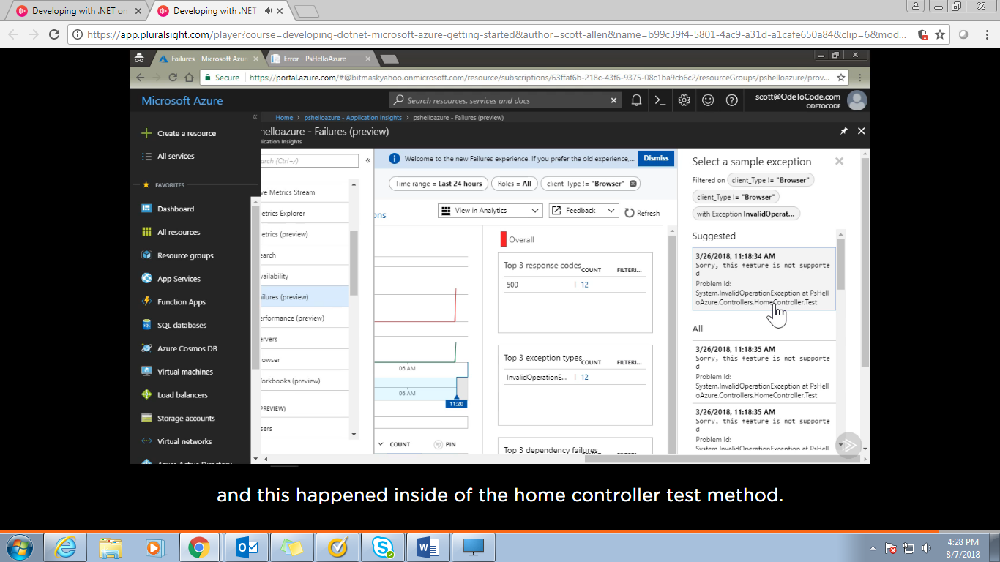 Developing with .NET on
Developing with .NET
https://app.pluralsight.com/player?course=developing-dotnet-microsoft-azure-getting-started&author=scott-allen&name=b99c39f4-5801-4ac9-a31d-a1cafe650a84&clip=6&mod...
Failures - Microsoft Azu
Error - PsHelloAzure
Secure
https://portal.azure.com/#@bitmaskyahoo.onmicrosoft.com/resource/subscriptions/63ffaf6b-218c-43f6-9375-08c1ba9cb6c2/resourceGroups/pshelloazure/prov...
Microsoft Azure
Search resources, services and docs
scott@OdeToCode.com
ODETOCODE
Home > pshelloazure - Application Insights > pshelloazure - Failures (preview)
helloazure - Failures (preview)
lication Insights
Create a resource
All services
FAVORITES
Dashboard
All resources
Resource groups
App Services
Function Apps
SQL databases
Azure Cosmos DB
Virtual machines
Load balancers
Storage accounts
Virtual networks
Azure Active Directory
arch (Ctrl+/)
ve Metrics Stream
etrics Explorer
etrics (preview)
earch
vailability
ilures (preview)
erformance (preview)
ervers
rowser
orkbooks (preview)
PREVIEW)
sers
Welcome to the new Failures experience. If you prefer the old experience,...
Dismiss
Time range = Last 24 hours
Roles = All
client_Type != "Browser"
ons
View in Analytics
Feedback
Refresh
06 AM
06 AM
11:20
COUNT
PIN
Overall
Top 3 response codes
COUNT
FILTERI...
500
12
Top 3 exception types
COUNT
FILTERI...
InvalidOperationE...
12
Top 3 dependency failures
COUNT
FILTERI...
Select a sample exception
Filtered on client_Type != "Browser"
client_Type != "Browser"
with Exception InvalidOperat...
Suggested
3/26/2018, 11:18:34 AM
Sorry, this feature is not supporte
d
Problem Id:
System.InvalidOperationException at PsHell
oAzure.Controllers.HomeController.Test
All
3/26/2018, 11:18:35 AM
Sorry, this feature is not supporte
d
Problem Id:
System.InvalidOperationException at PsHell
oAzure.Controllers.HomeController.Test
3/26/2018, 11:18:35 AM
Sorry, this feature is not supporte
d
Problem Id:
System.InvalidOperationException at PsHell
and this happened inside of the home controller test method.
4:28 PM
8/7/2018